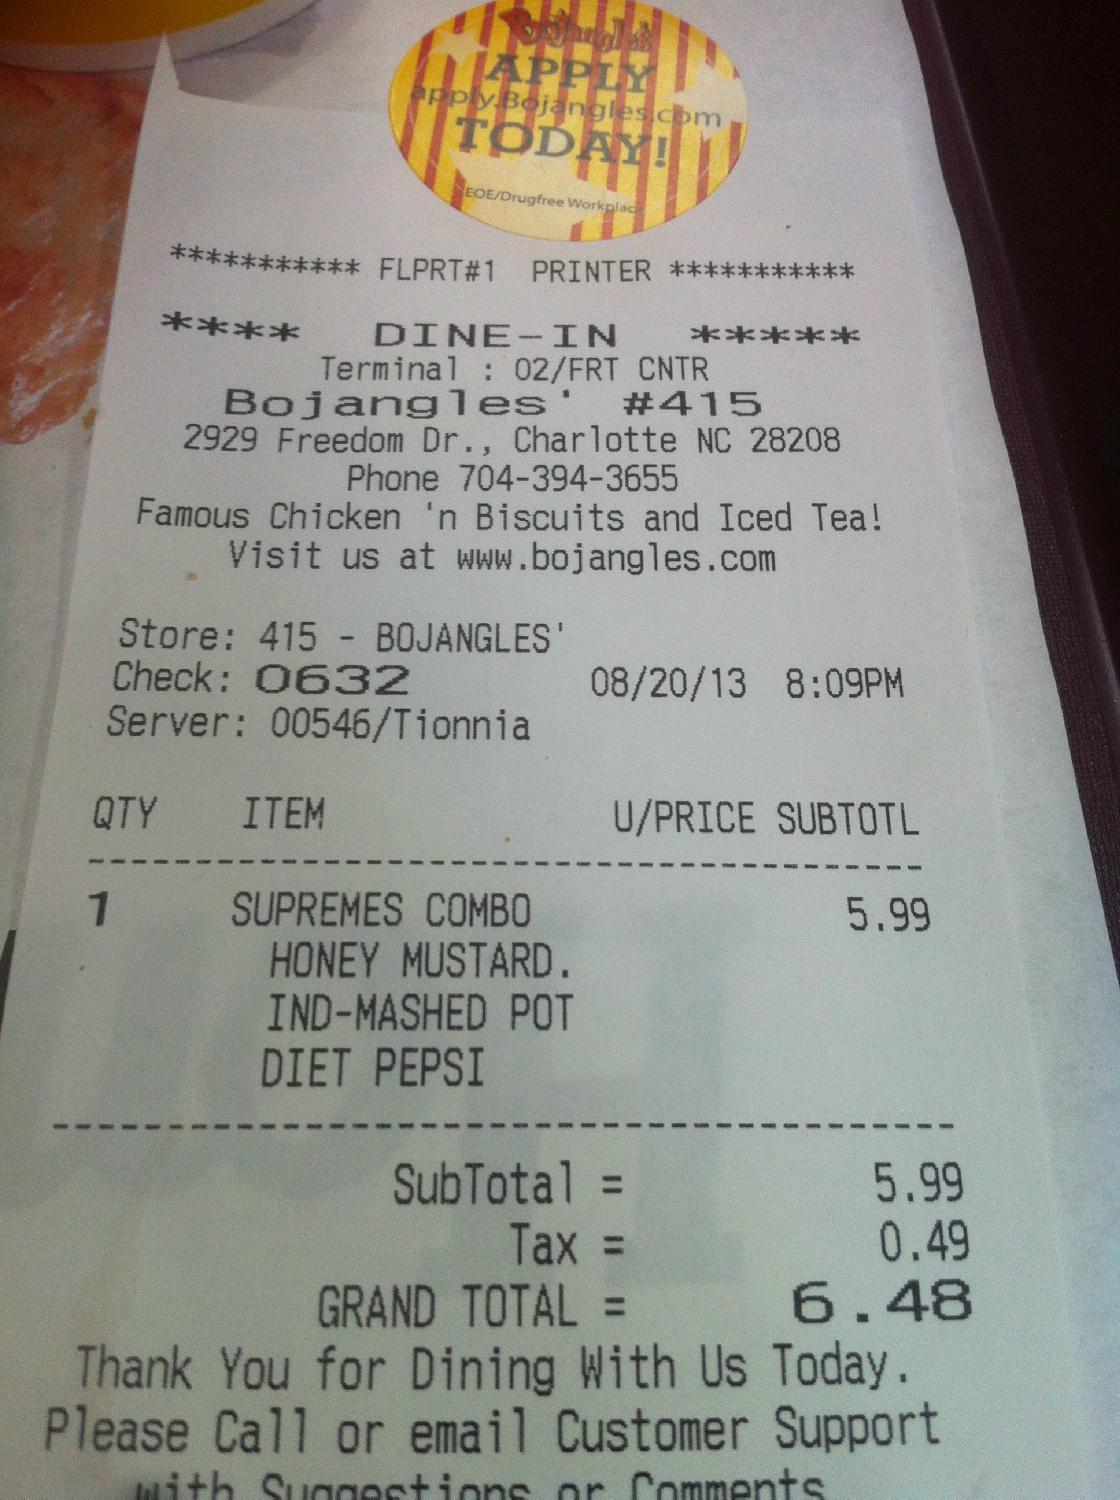 Bojangles'
APPLY
apply.Bojangles.com
TODAY!
EOE/Drugfree Workplace
*********** FLPRT#1 PRINTER ***********
**** DINE-IN *****
Terminal : 02/FRT CNTR
Bojangles' #415
2929 Freedom Dr., Charlotte NC 28208
Phone 704-394-3655
Famous Chicken 'n Biscuits and Iced Tea!
Visit us at www.bojangles.com
Store: 415 - BOJANGLES'
Check: 0632 08/20/13 8:09PM
Server: 00546/Tionnia
QTY ITEM U/PRICE SUBTOTL
1 SUPREMES COMBO 5.99
HONEY MUSTARD.
IND-MASHED POT
DIET PEPSI
SubTotal = 5.99
Tax = 0.49
GRAND TOTAL = 6.48
Thank You for Dining With Us Today.
Please Call or email Customer Support
with Suggestions or Comments